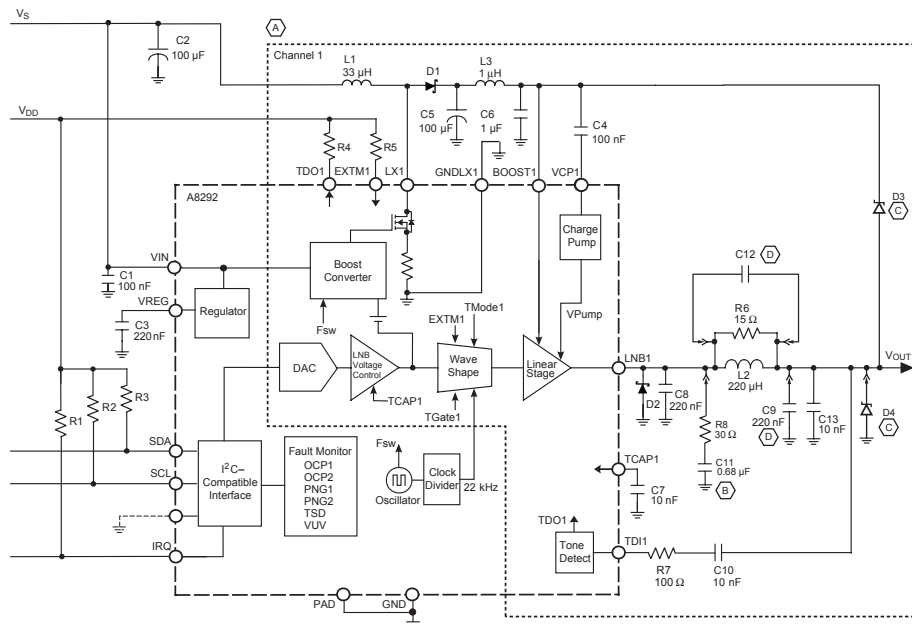 A
VS
C2
100 µF
Channel 1
L1
33 µH
D1
L3
1 µH
C5
100 µF
C6
1 µF
C4
100 nF
VDD
R4
R5
TDO1
EXTM1
LX1
GNDLX1
BOOST1
VCP1
A8292
D3
C
VIN
C1
100 nF
VREG
C3
220 nF
Regulator
Boost
Converter
Fsw
Charge
Pump
VPump
C12
D
R6
15 Ω
L2
220 µH
VOUT
DAC
LNB
Voltage
Control
TCAP1
EXTM1
TMode1
Wave
Shape
TGate1
Linear
Stage
LNB1
D2
C8
220 nF
R8
30 Ω
C11
0.68 µF
B
C9
220 nF
D
C13
10 nF
D4
C
R1
R2
R3
SDA
SCL
IRQ
I2C–
Compatible
Interface
Fault Monitor
OCP1
OCP2
PNG1
PNG2
TSD
VUV
Fsw
Oscillator
Clock
Divider
22 kHz
TCAP1
C7
10 nF
TDO1
Tone
Detect
TDI1
R7
100 Ω
C10
10 nF
PAD
GND